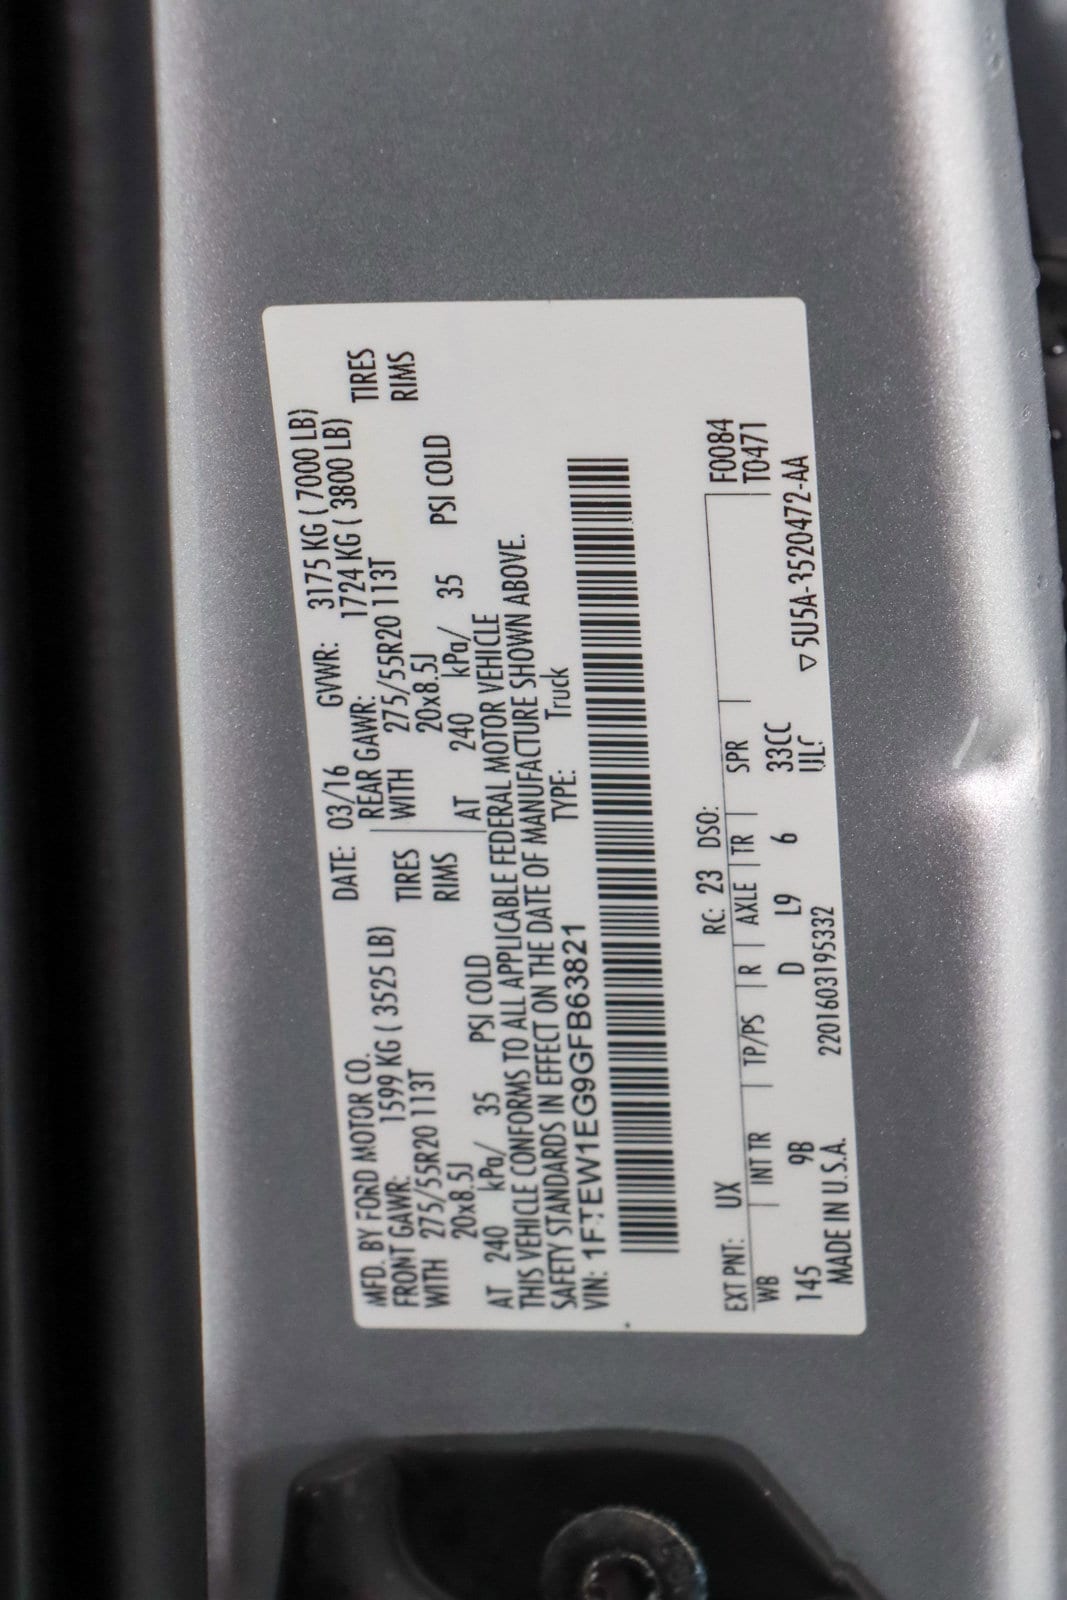 MFD. BY FORD MOTOR CO.
DATE: 03/16 GVWR: 3175 KG ( 7000 LB)
FRONT GAWR: 1599 KG ( 3525 LB) REAR GAWR: 1724 KG ( 3800 LB)
WITH 275/55R20 113T TIRES WITH 275/55R20 113T TIRES
20x8.5J RIMS 20x8.5J RIMS
AT 240 kPa/ 35 PSI COLD AT 240 kPa/ 35 PSI COLD
THIS VEHICLE CONFORMS TO ALL APPLICABLE FEDERAL MOTOR VEHICLE
SAFETY STANDARDS IN EFFECT ON THE DATE OF MANUFACTURE SHOWN ABOVE.
VIN: 1FTEW1EG9GFB63821 TYPE: Truck
EXT PNT: UX RC: 23 DSO: F0084
WB INT TR TP/PS R AXLE TR SPR T0471
145 9B D L9 6 33CC
ULC
MADE IN U.S.A. 2201603195332 ▽5U5A-3520472-AA